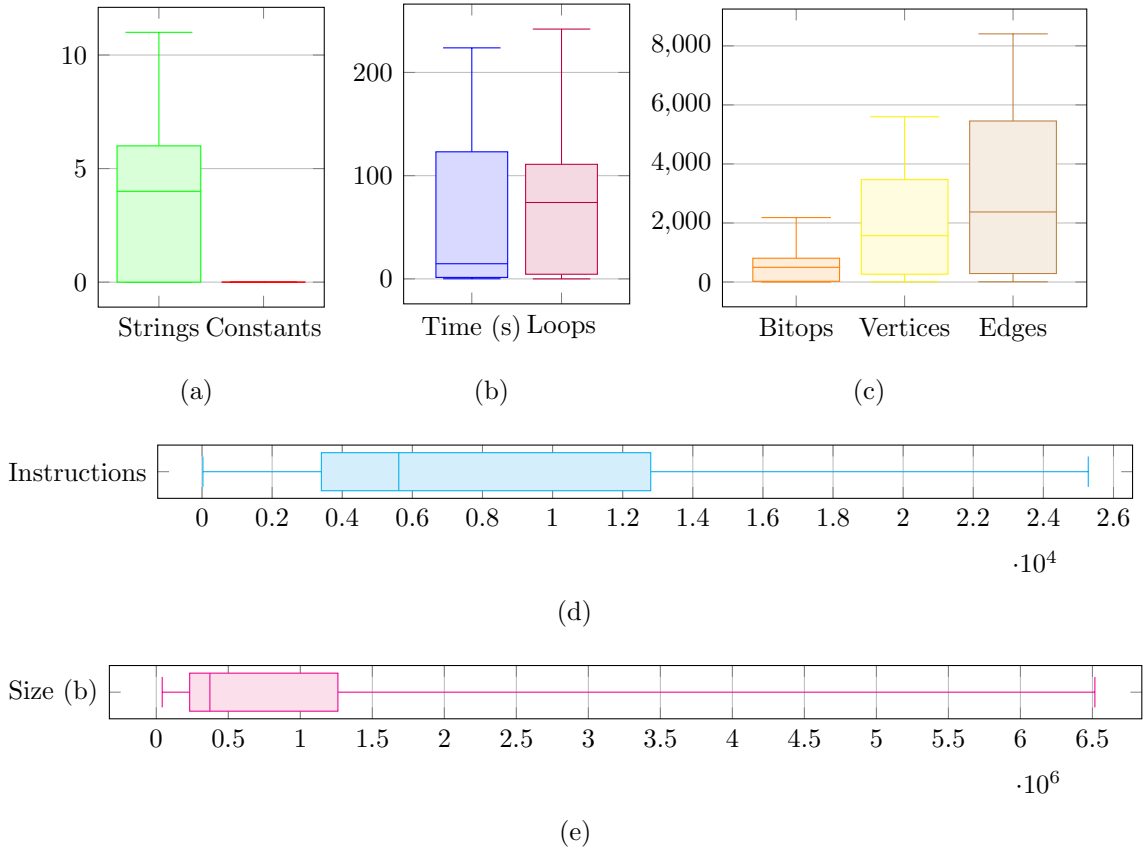 10
5
0
Strings Constants
(a)
200
100
0
Time (s) Loops
(b)
8,000
6,000
4,000
2,000
0
Bitops Vertices Edges
(c)
Instructions
0 0.2 0.4 0.6 0.8 1 1.2 1.4 1.6 1.8 2 2.2 2.4 2.6
·10⁴
(d)
Size (b)
0 0.5 1 1.5 2 2.5 3 3.5 4 4.5 5 5.5 6 6.5
·10⁶
(e)